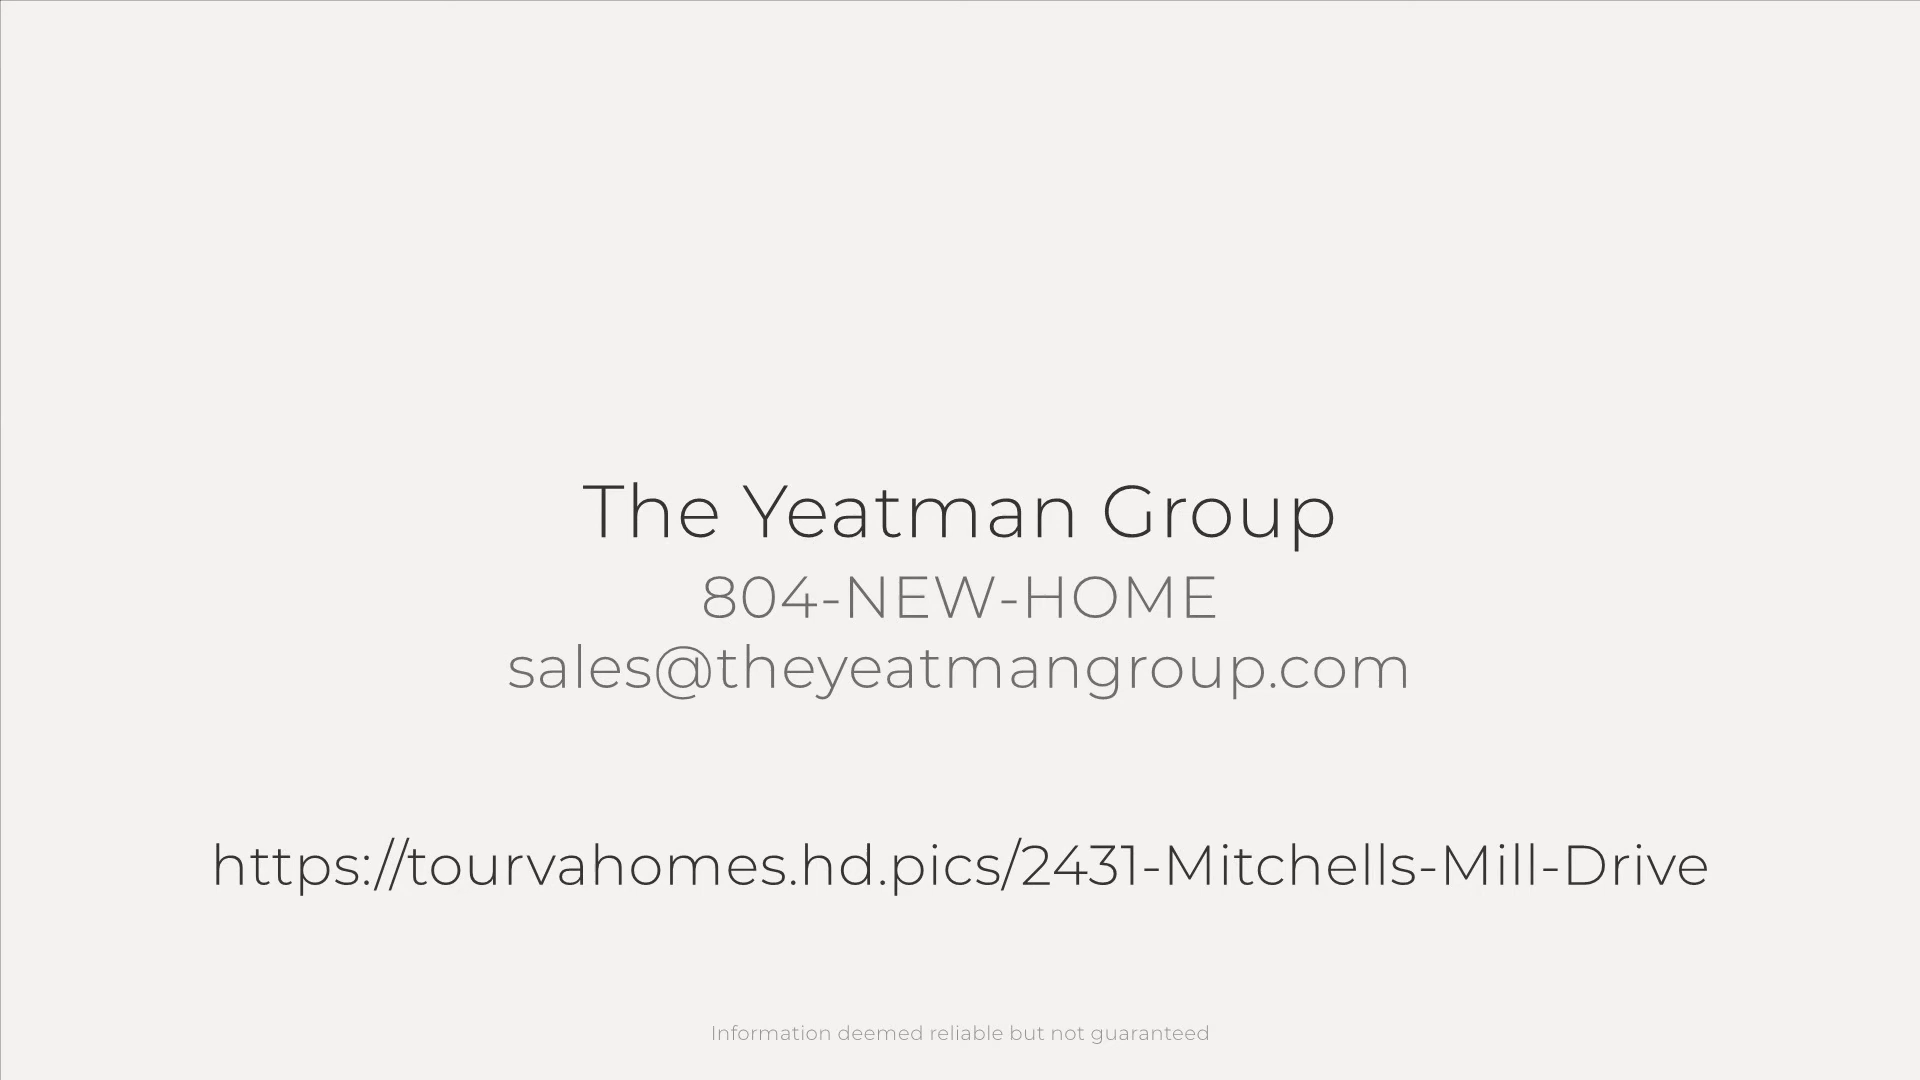 The Yeatman Group
804-NEW-HOME
sales@theyeatmangroup.com
https://tourvahomes.hd.pics/2431-Mitchells-Mill-Drive
Information deemed reliable but not guaranteed